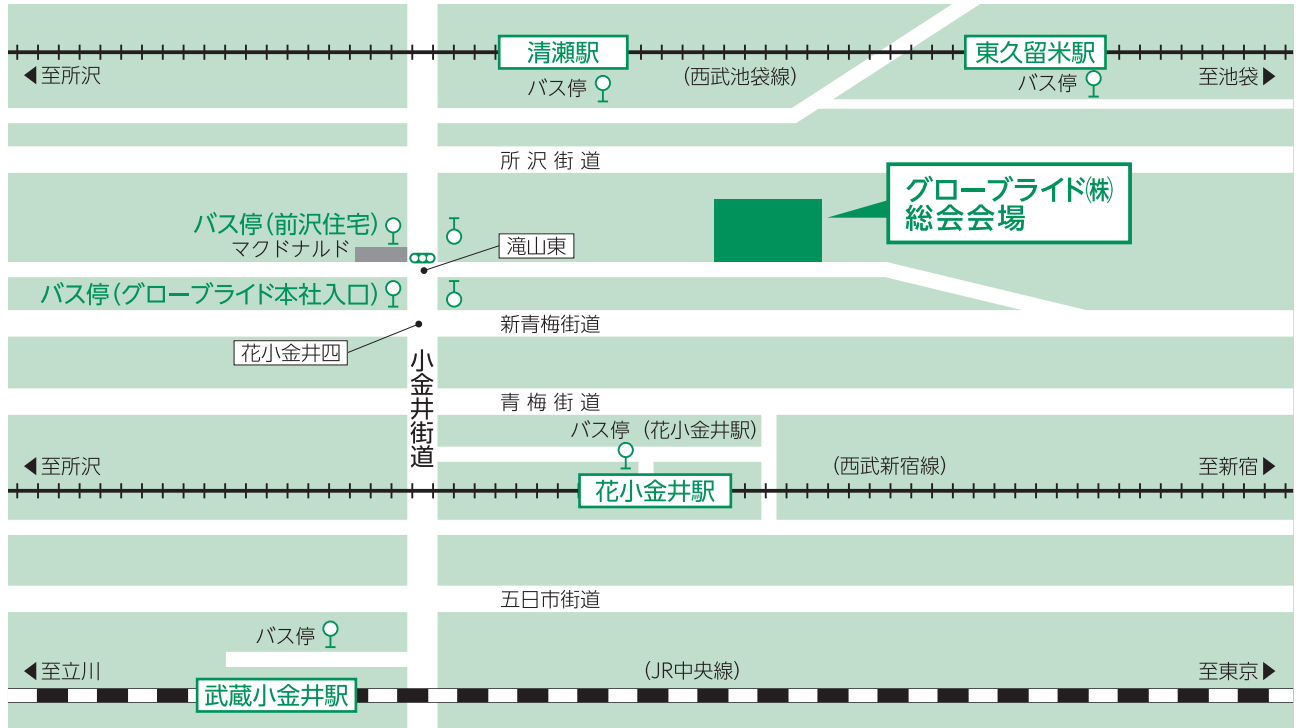 清瀬駅
東久留米駅
至所沢
バス停
(西武池袋線)
バス停
至池袋
所沢街道
グローブライド㈱
総会会場
バス停(前沢住宅)
マクドナルド
滝山東
バス停(グローブライド本社入口)
新青梅街道
花小金井四
小金井街道
青梅街道
バス停(花小金井駅)
至所沢
(西武新宿線)
至新宿
花小金井駅
五日市街道
バス停
至立川
(JR中央線)
至東京
武蔵小金井駅